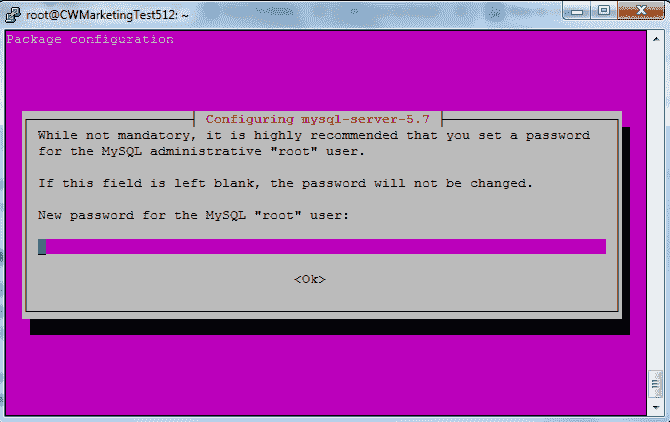 root@CWMarketingTest512: ~
Package configuration
Configuring mysql-server-5.7
While not mandatory, it is highly recommended that you set a password
for the MySQL administrative "root" user.
If this field is left blank, the password will not be changed.
New password for the MySQL "root" user:
<Ok>